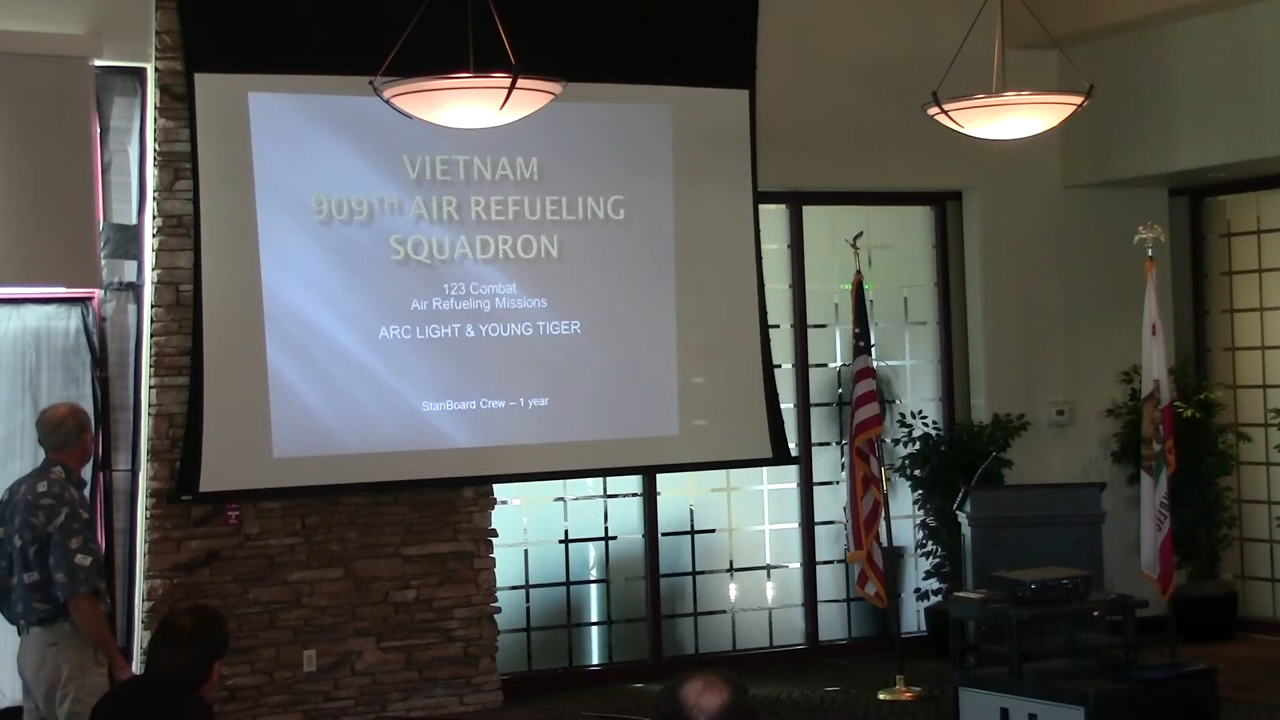 VIETNAM
909TH AIR REFUELING
SQUADRON
123 Combat
Air Refueling Missions
ARC LIGHT & YOUNG TIGER
StanBoard Crew – 1 year